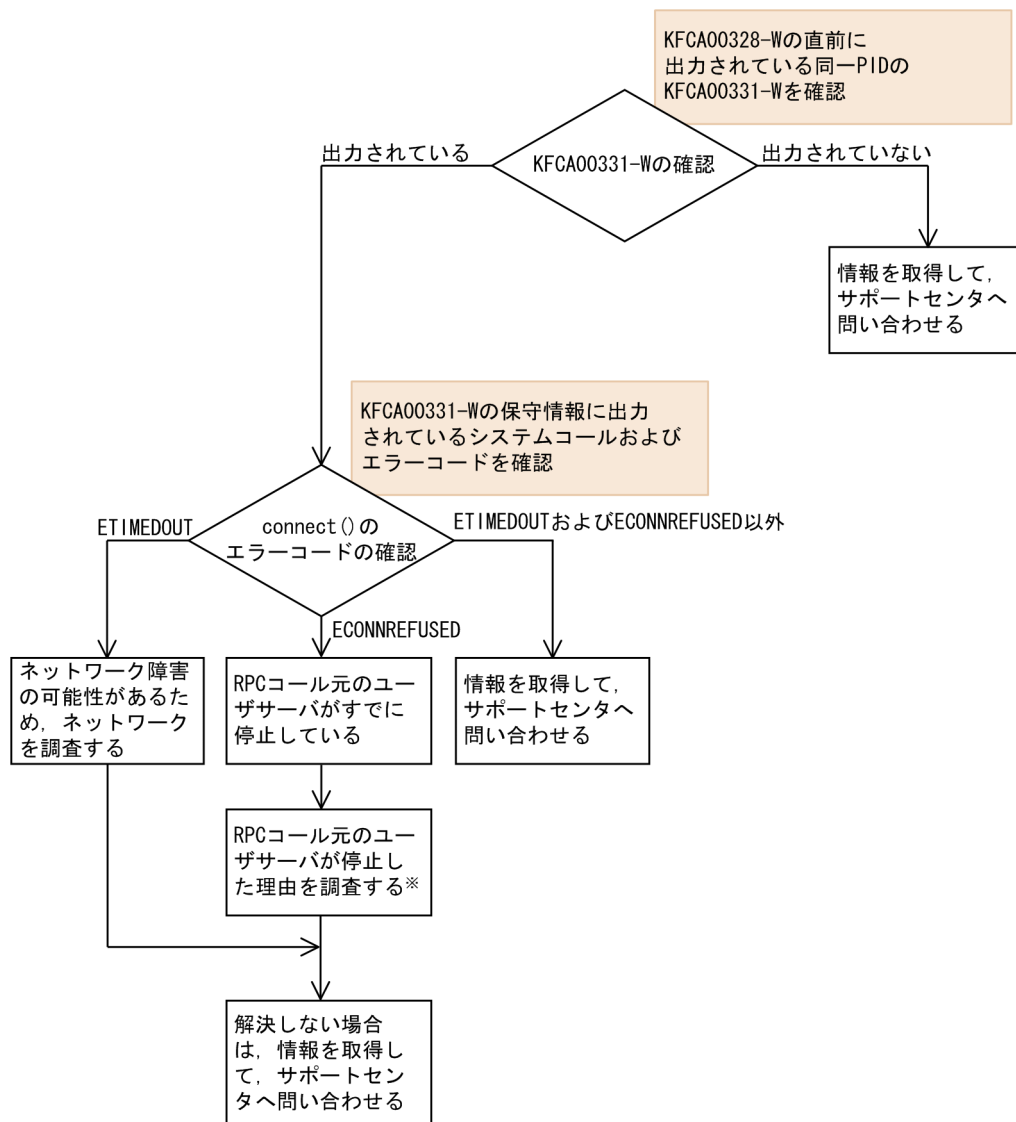 KFCA00328-Wの直前に
出力されている同一PIDの
KFCA00331-Wを確認
出力されている
KFCA00331-Wの確認
出力されていない
情報を取得して,
サポートセンタへ
問い合わせる
KFCA00331-Wの保守情報に出力
されているシステムコールおよび
エラーコードを確認
ETIMEDOUT
connect()の
エラーコードの確認
ETIMEDOUTおよびECONNREFUSED以外
ECONNREFUSED
ネットワーク障害
の可能性があるた
め, ネットワーク
を調査する
RPCコール元のユー
ザサーバがすでに
停止している
情報を取得して,
サポートセンタへ
問い合わせる
RPCコール元のユー
ザサーバが停止し
た理由を調査する※
解決しない場合
は, 情報を取得し
て, サポートセン
タへ問い合わせる